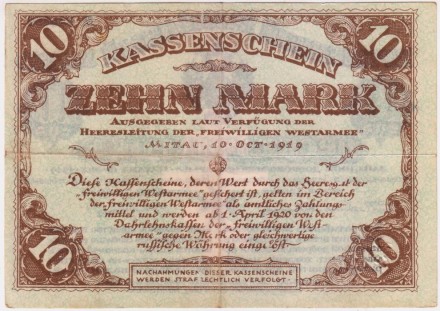 10 10
KASSENSCHEIN
ZEHN MARK
AUSGEGEBEN LAUT VERFÜGUNG DER
HEERESLEITUNG DER „FREIWILLIGEN WESTARMEE"
MITAU, 10·OCT·1919
Diese Kassenscheine, deren Wert durch das Heeresgut der
„freiwilligen Westarmee" gesichert ist, gelten im Bereich
der „freiwilligen Westarmee" als amtliches Zahlungs-
mittel und werden ab 1·April 1920 von den
Darlehnskassen der „freiwilligen West-
armee" gegen Mark oder gleichwertige
russische Währung eingelöst·
10 10
NACHAHMUNGEN DIESER KASSENSCHEINE
WERDEN STRAFRECHTLICH VERFOLGT·